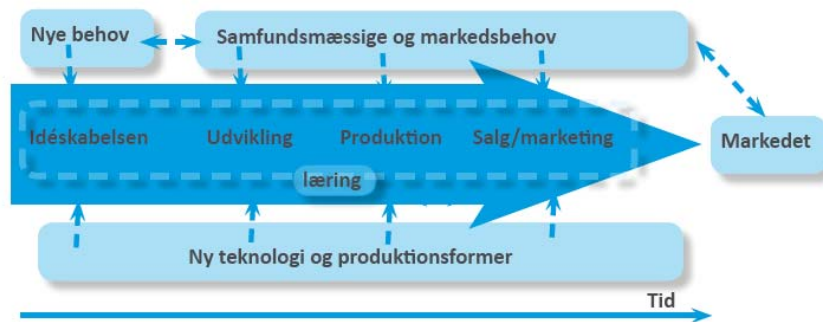 Nye behov
Samfundsmæssige og markedsbehov
Idéskabelsen
Udvikling
Produktion
Salg/marketing
Markedet
læring
Ny teknologi og produktionsformer
Tid